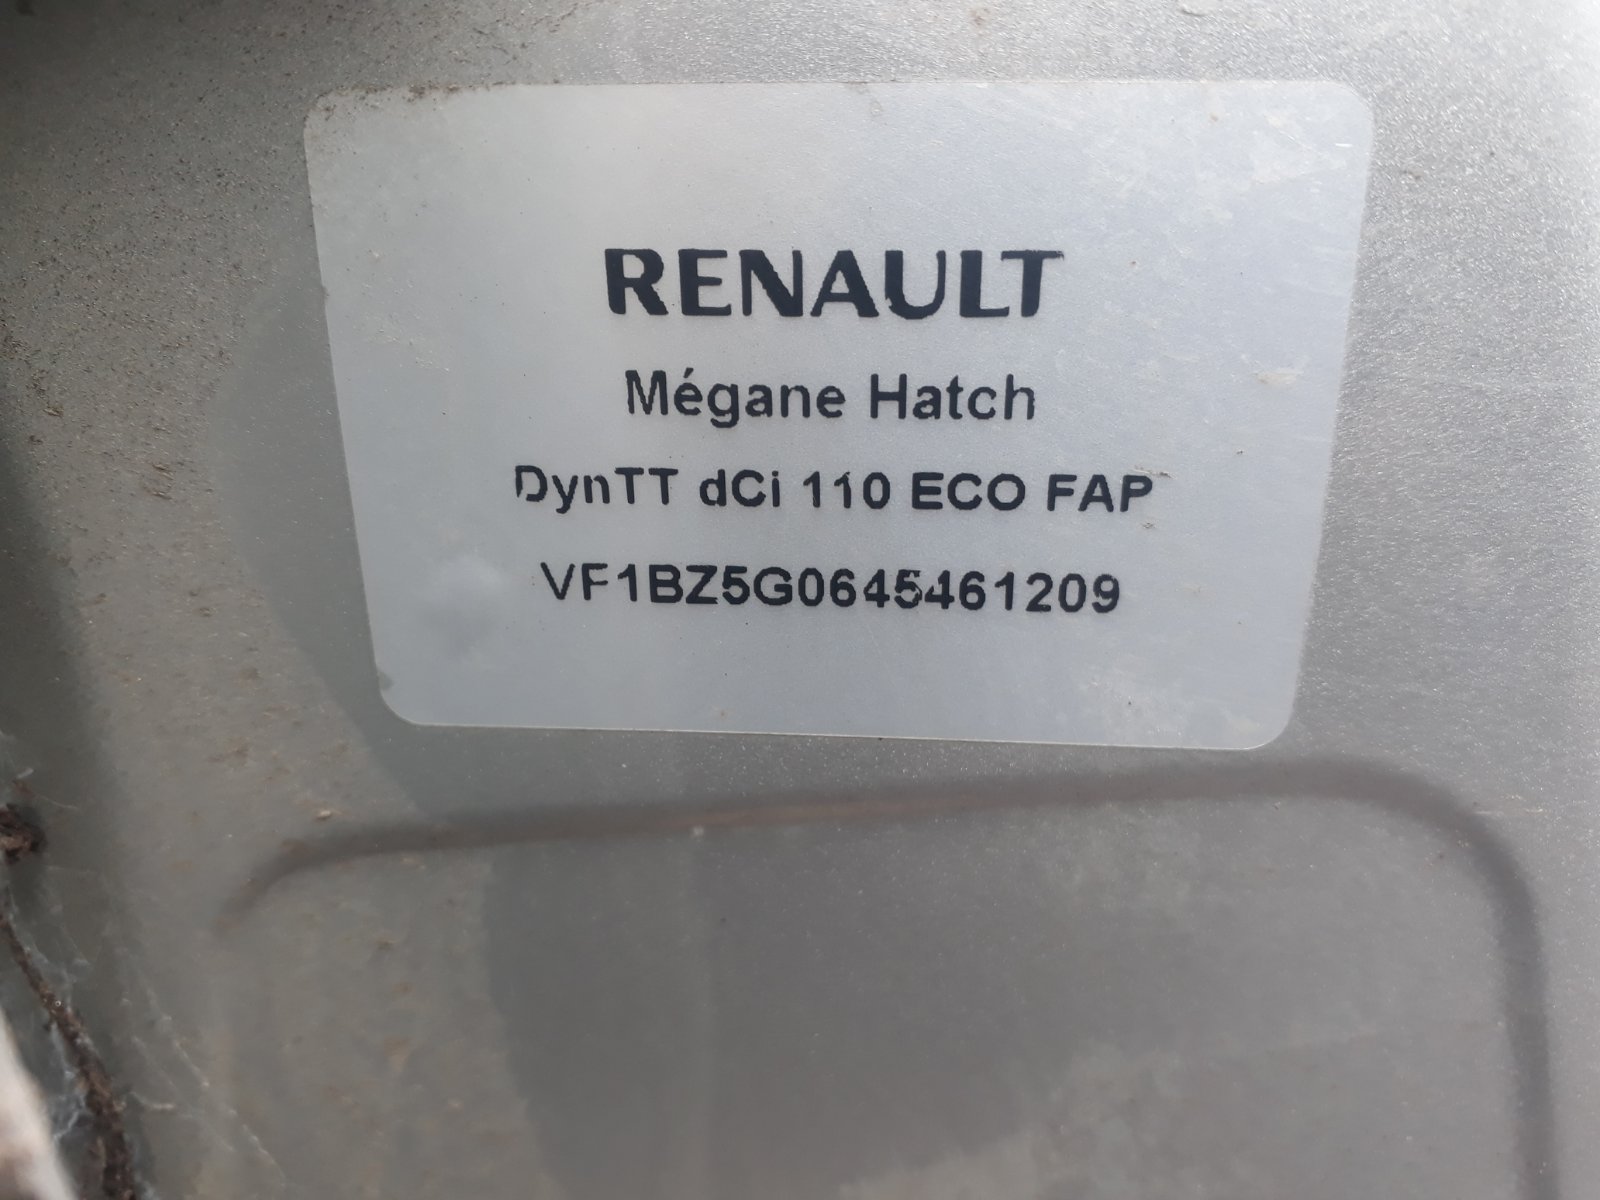 RENAULT
Mégane Hatch
DynTT dCi 110 ECO FAP
VF1BZ5G0645461209